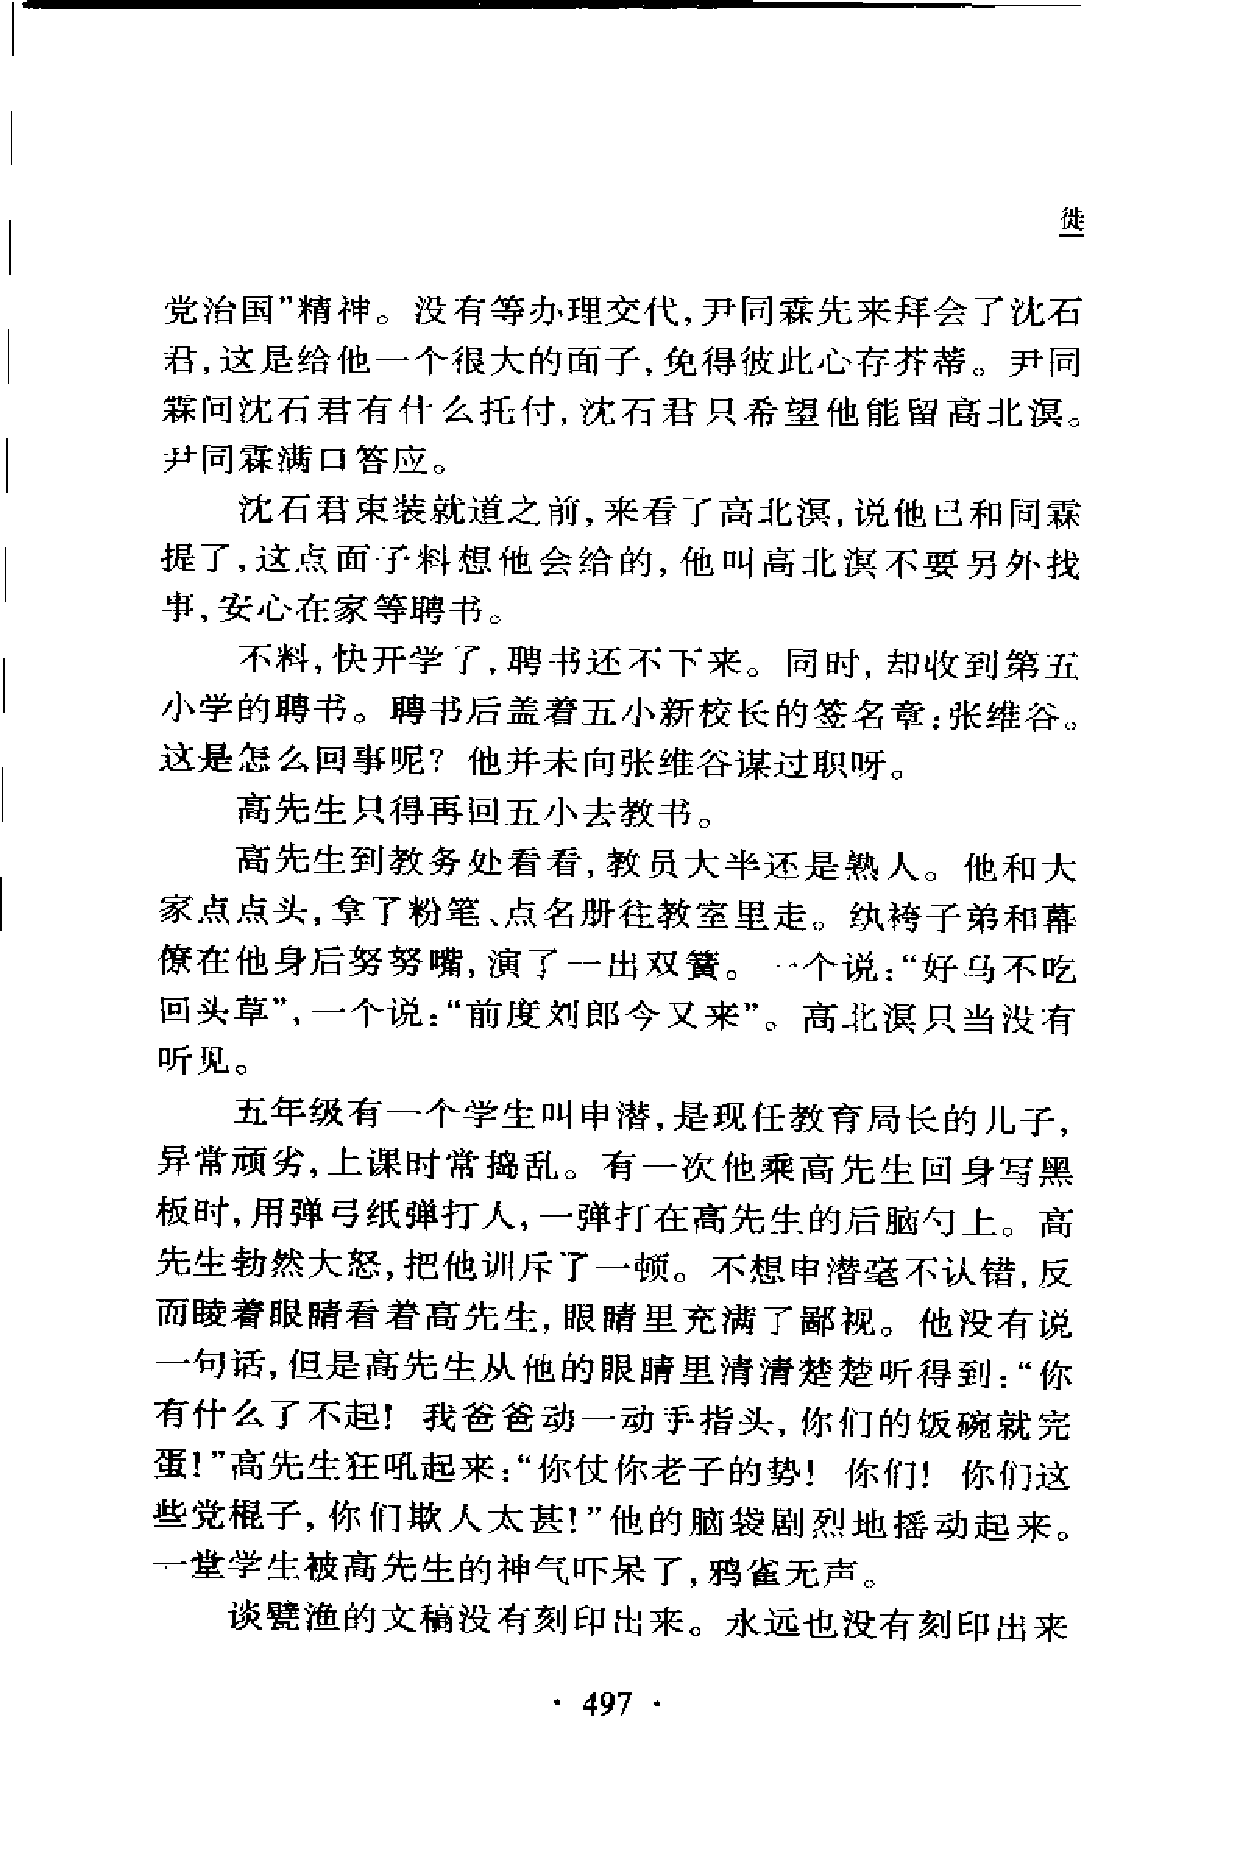 徙
党治国”精神。没有等办理交代,尹同霖先来拜会了沈石
君,这是给他一个很大的面子,免得彼此心存芥蒂。尹同
霖问沈石君有什么托付,沈石君只希望他能留高北溟。
尹同霖满口答应。
沈石君束装就道之前,来看了高北溟,说他已和同霖
提了,这点面子料想他会给的,他叫高北溟不要另外找
事,安心在家等聘书。
不料,快开学了,聘书还不下来。同时,却收到第五
小学的聘书。聘书后盖着五小新校长的签名章:张维谷。
这是怎么回事呢?他并未向张维谷谋过职呀。
高先生只得再回五小去教书。
高先生到教务处看看,教员大半还是熟人。他和大
家点点头,拿了粉笔、点名册往教室里走。纨袴子弟和幕
僚在他身后努努嘴,演了一出双簧。一个说:“好马不吃
回头草”,一个说:“前度刘郎今又来”。高北溟只当没有
听见。
五年级有一个学生叫申潜,是现任教育局长的儿子,
异常顽劣,上课时常捣乱。有一次他乘高先生回身写黑
板时,用弹弓纸弹打人,一弹打在高先生的后脑勺上。高
先生勃然大怒,把他训斥了一顿。不想申潜毫不认错,反
而睖着眼睛看着高先生,眼睛里充满了鄙视。他没有说
一句话,但是高先生从他的眼睛里清清楚楚听得到:“你
有什么了不起!我爸爸动一动手指头,你们的饭碗就完
蛋!”高先生狂吼起来:“你仗你老子的势!你们!你们这
些党棍子,你们欺人太甚!”他的脑袋剧烈地摇动起来。
一堂学生被高先生的神气吓呆了,鸦雀无声。
谈甓渔的文稿没有刻印出来。永远也没有刻印出来
· 497 ·